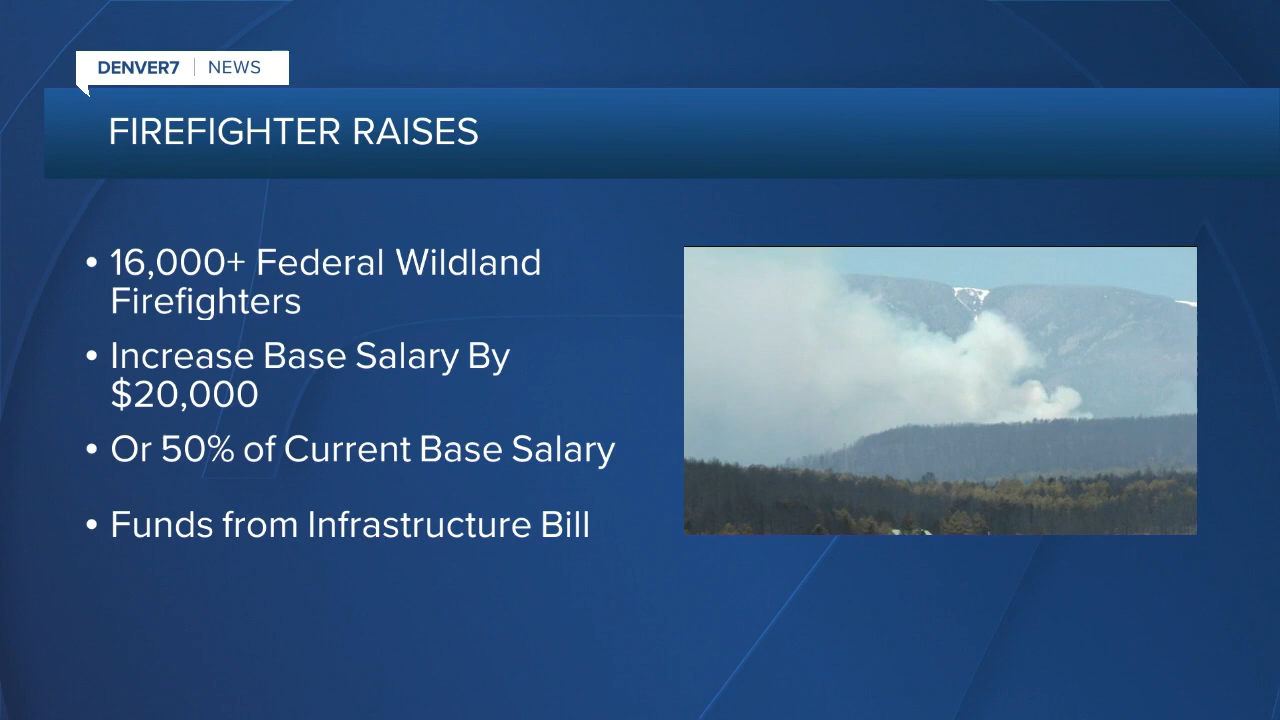 DENVER7 | NEWS
FIREFIGHTER RAISES
• 16,000+ Federal Wildland
Firefighters
• Increase Base Salary By
$20,000
• Or 50% of Current Base Salary
• Funds from Infrastructure Bill